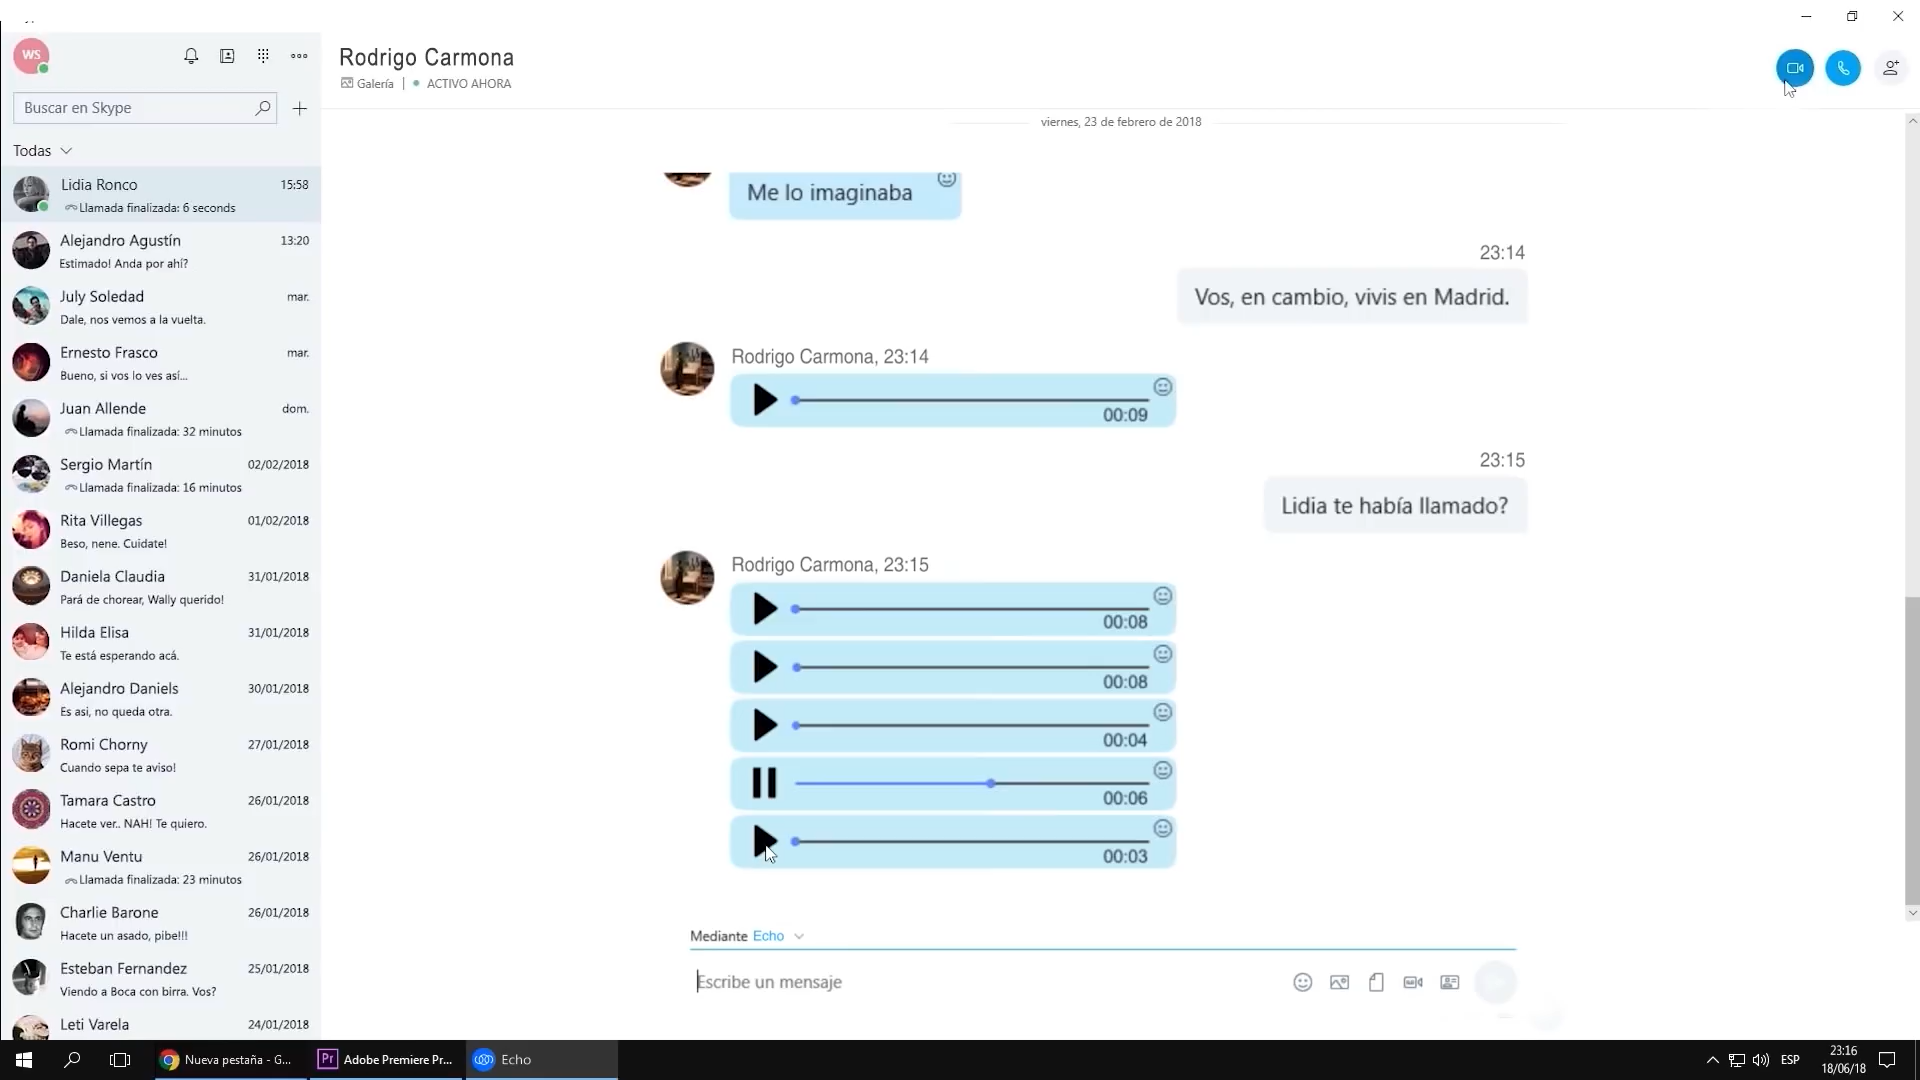 WS
Buscar en Skype
Todas
Lidia Ronco 15:58
Llamada finalizada: 6 seconds
Alejandro Agustín 13:20
Estimado! Anda por ahí?
July Soledad mar.
Dale, nos vemos a la vuelta.
Ernesto Frasco mar.
Bueno, si vos lo ves así...
Juan Allende dom.
Llamada finalizada: 32 minutos
Sergio Martín 02/02/2018
Llamada finalizada: 16 minutos
Rita Villegas 01/02/2018
Beso, nene. Cuidate!
Daniela Claudia 31/01/2018
Pará de chorear, Wally querido!
Hilda Elisa 31/01/2018
Te está esperando acá.
Alejandro Daniels 30/01/2018
Es asi, no queda otra.
Romi Chorny 27/01/2018
Cuando sepa te aviso!
Tamara Castro 26/01/2018
Hacete ver.. NAH! Te quiero.
Manu Ventu 26/01/2018
Llamada finalizada: 23 minutos
Charlie Barone 26/01/2018
Hacete un asado, pibe!!!
Esteban Fernandez 25/01/2018
Viendo a Boca con birra. Vos?
Leti Varela 24/01/2018
Rodrigo Carmona
Galería | ACTIVO AHORA
viernes, 23 de febrero de 2018
Me lo imaginaba
23:14
Vos, en cambio, vivis en Madrid.
Rodrigo Carmona, 23:14
00:09
23:15
Lidia te había llamado?
Rodrigo Carmona, 23:15
00:08
00:08
00:04
00:06
00:03
Mediante Echo
Escribe un mensaje
Nueva pestaña - G...
Pr Adobe Premiere Pr...
Echo
ESP
23:16
18/06/18